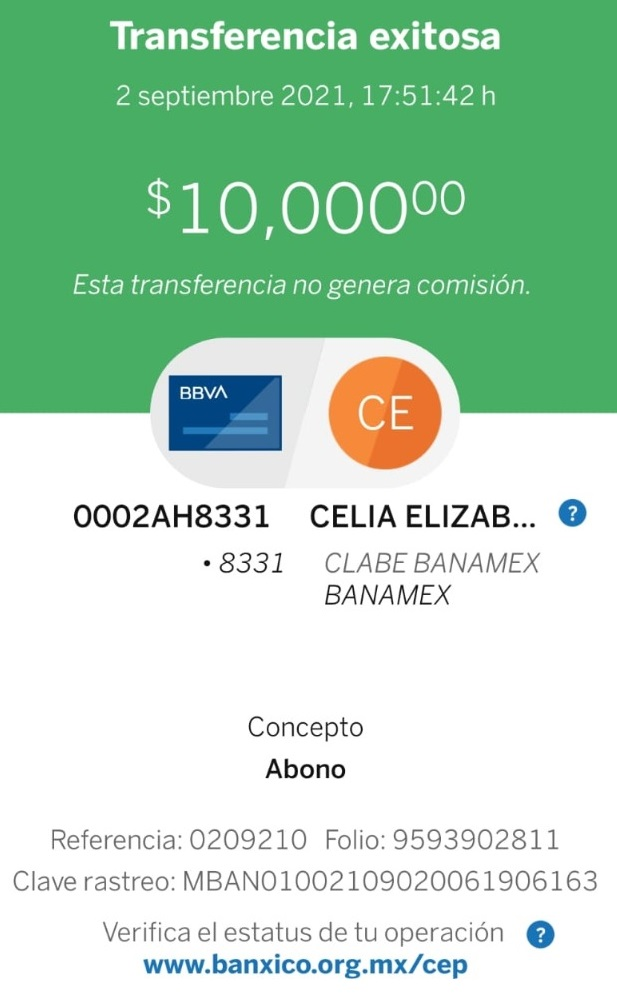 Transferencia exitosa
2 septiembre 2021, 17:51:42 h
$10,000⁰⁰
Esta transferencia no genera comisión.
BBVA
CE
0002AH8331 CELIA ELIZAB... ?
• 8331 CLABE BANAMEX
BANAMEX
Concepto
Abono
Referencia: 0209210 Folio: 9593902811
Clave rastreo: MBAN01002109020061906163
Verifica el estatus de tu operación ?
www.banxico.org.mx/cep